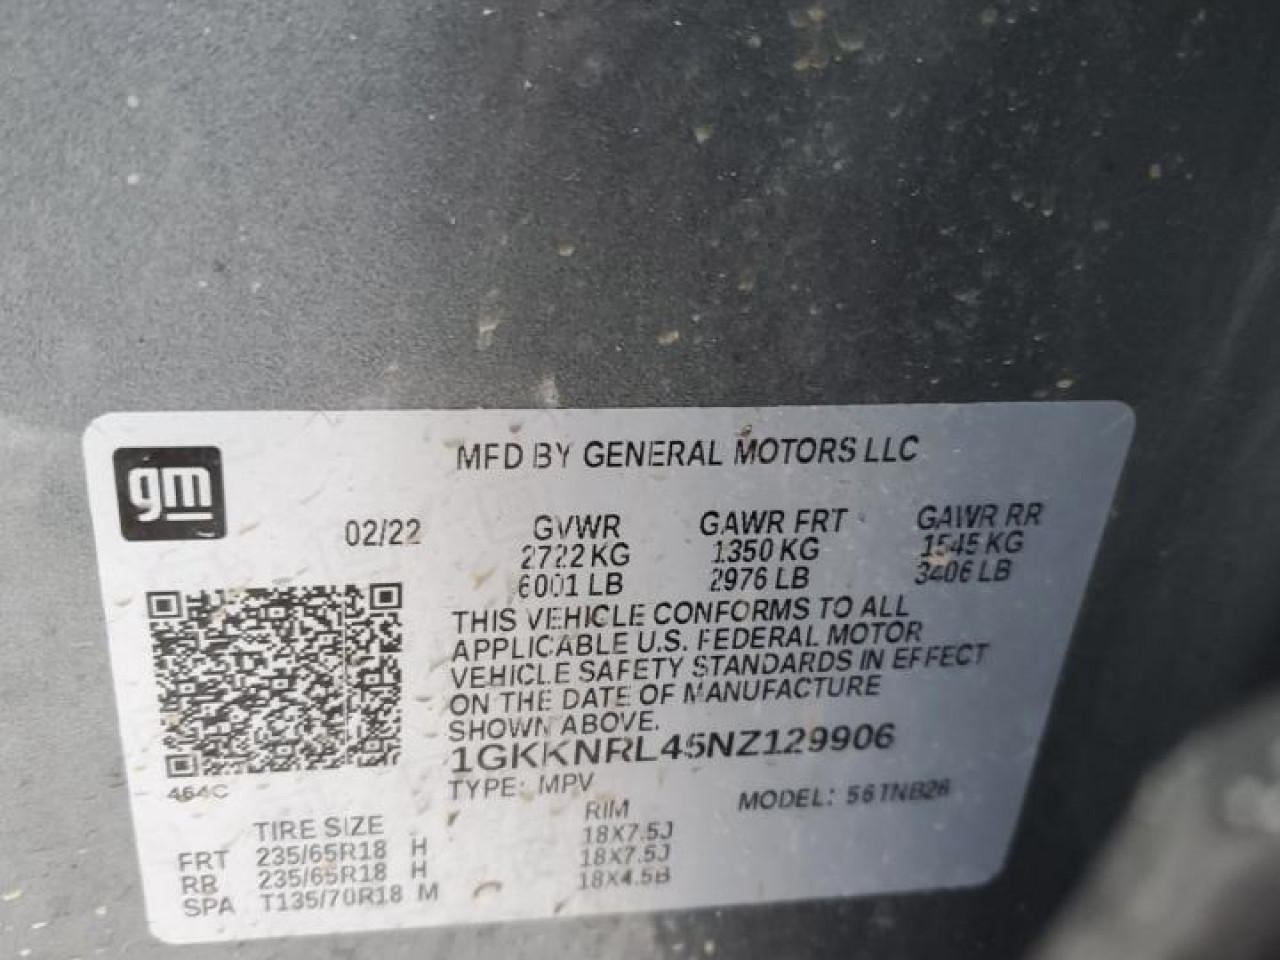 gm
MFD BY GENERAL MOTORS LLC
02/22 GVWR GAWR FRT GAWR RR
2722 KG 1350 KG 1545 KG
6001 LB 2976 LB 3406 LB
THIS VEHICLE CONFORMS TO ALL
APPLICABLE U.S. FEDERAL MOTOR
VEHICLE SAFETY STANDARDS IN EFFECT
ON THE DATE OF MANUFACTURE
SHOWN ABOVE.
1GKKNRL45NZ129906
464C
TYPE: MPV MODEL: 56TNB26
TIRE SIZE RIM
FRT 235/65R18 H 18X7.5J
RR 235/65R18 H 18X7.5J
SPA T135/70R18 M 18X4.5B